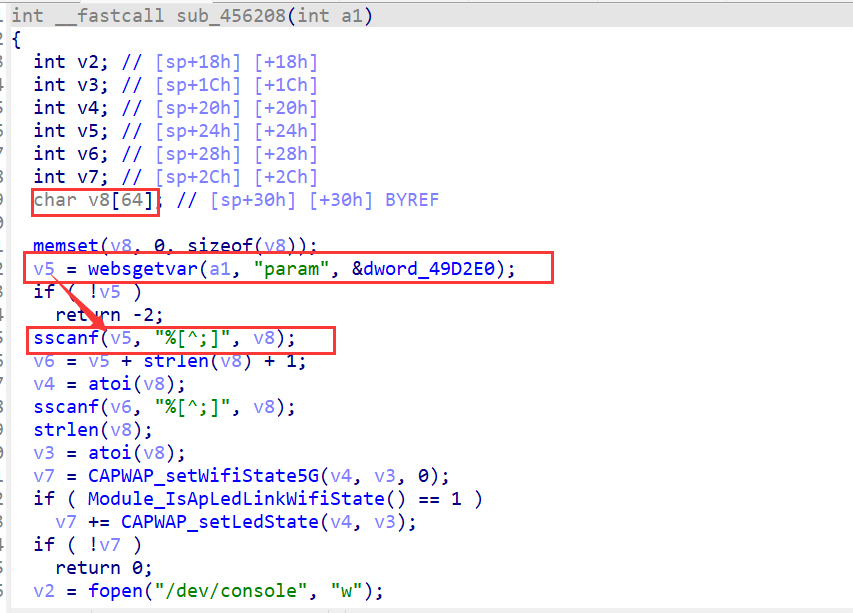 int __fastcall sub_456208(int a1)
{
int v2; // [sp+18h] [+18h]
int v3; // [sp+1Ch] [+1Ch]
int v4; // [sp+20h] [+20h]
int v5; // [sp+24h] [+24h]
int v6; // [sp+28h] [+28h]
int v7; // [sp+2Ch] [+2Ch]
char v8[64]; // [sp+30h] [+30h] BYREF
memset(v8, 0, sizeof(v8));
v5 = websgetvar(a1, "param", &dword_49D2E0);
if ( !v5 )
return -2;
sscanf(v5, "%[^;]", v8);
v6 = v5 + strlen(v8) + 1;
v4 = atoi(v8);
sscanf(v6, "%[^;]", v8);
strlen(v8);
v3 = atoi(v8);
v7 = CAPWAP_setWifiState5G(v4, v3, 0);
if ( Module_IsApLedLinkWifiState() == 1 )
v7 += CAPWAP_setLedState(v4, v3);
if ( !v7 )
return 0;
v2 = fopen("/dev/console", "w");